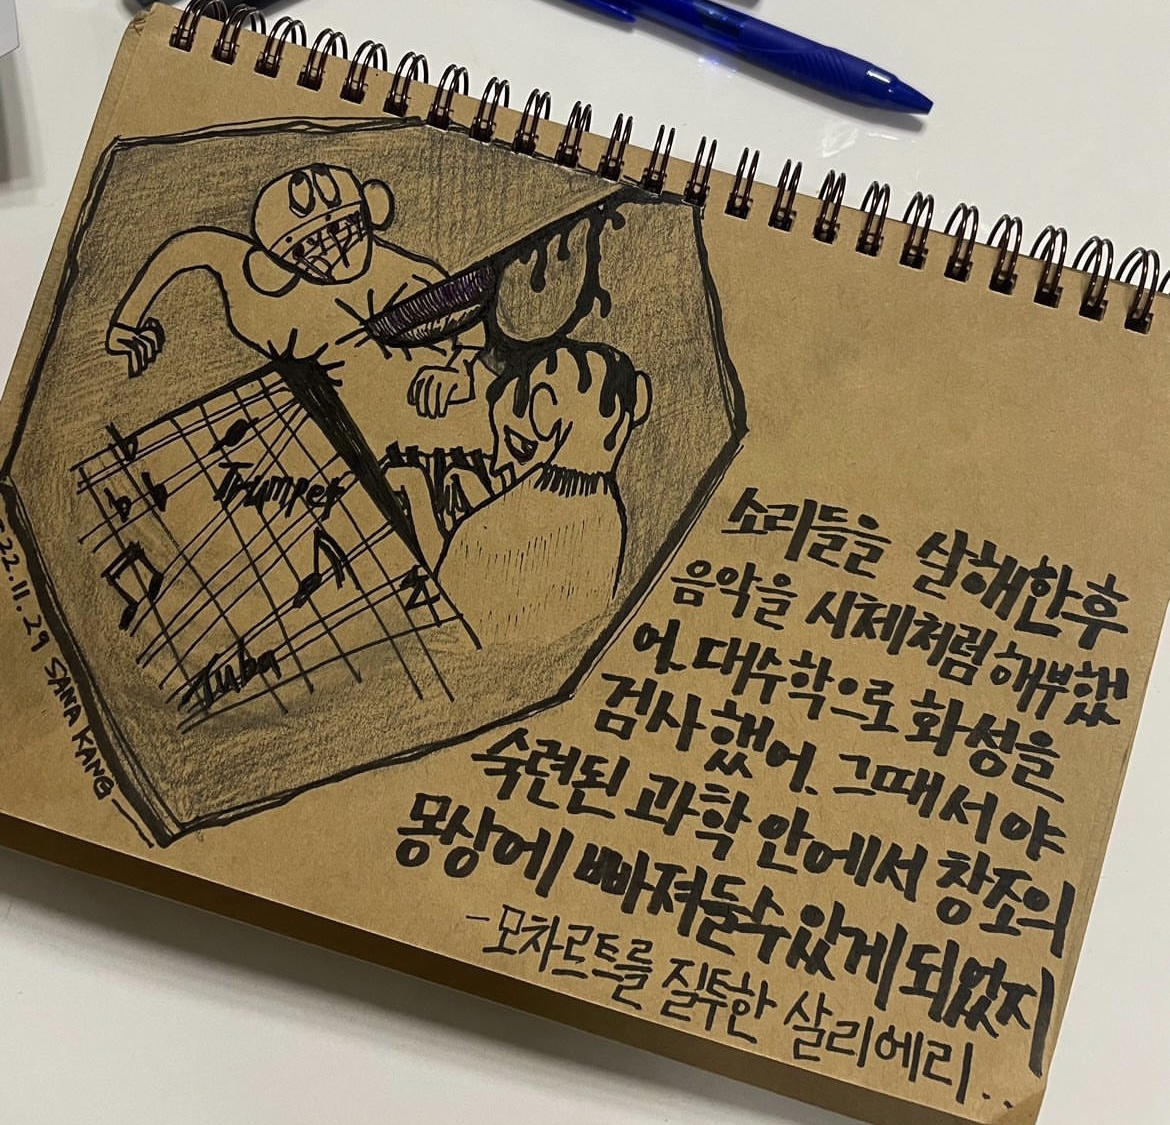 Trumpet
Tuba
22.11.29 SANA KANG
소리들을 살해한후
음악을 시체처럼 해부했
어. 대수학으로 화성을
검사했어. 그때서야
숙련된 과학 안에서 창조의
몽상에 빠져들수있게되었지
-모차르트를 질투한 살리에리..